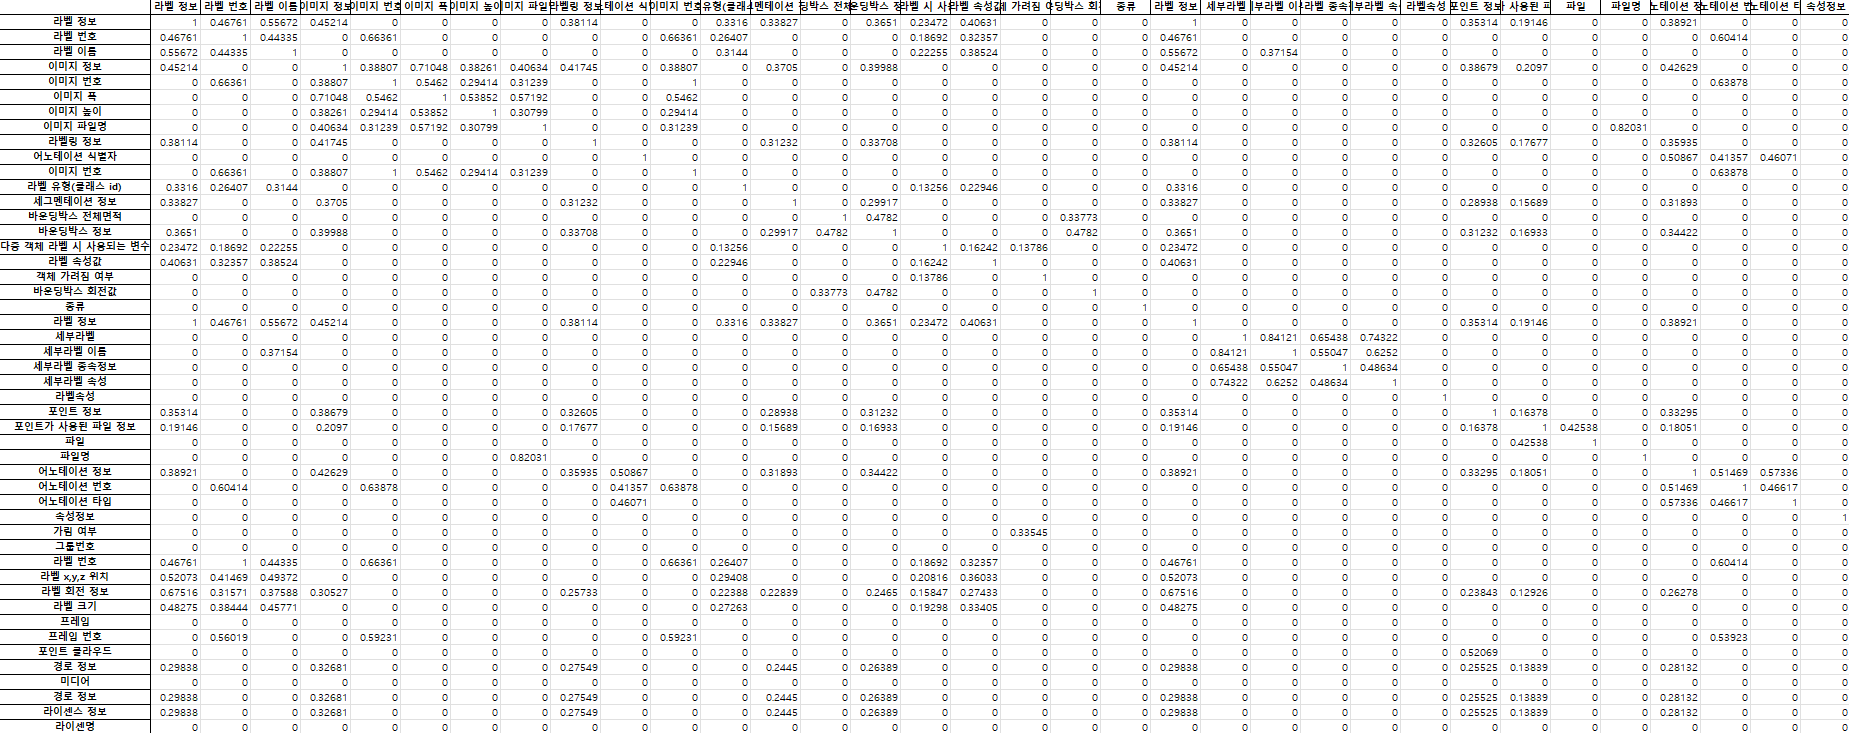 라벨 정보 라벨 번호 라벨 이름 이미지 정보 이미지 번호 이미지 폭 이미지 높이 이미지 파일 라벨링 정보 테이션 식 이미지 번호 유형(클래 멘테이션 딩박스 전체 운딩박스 정 벨 시 사 라벨 속성값 체 가려짐 여 딩박스 회 종류 라벨 정보 세부라벨 부라벨 이 라벨 종속 부라벨 속 라벨속성 포인트 정보 사용된 파 파일 파일명 노테이션 정 노테이션 번 노테이션 타 속성정보
라벨 정보 1 0.46761 0.55672 0.45214 0 0 0 0 0.38114 0 0 0.3316 0.33827 0 0.3651 0.23472 0.40631 0 0 0 1 0 0 0 0 0 0.35314 0.19146 0 0 0.38921 0 0 0
라벨 번호 0.46761 1 0.44335 0 0.66361 0 0 0 0 0 0.66361 0.26407 0 0 0 0.18692 0.32357 0 0 0 0.46761 0 0 0 0 0 0 0 0 0 0 0.60414 0 0
라벨 이름 0.55672 0.44335 1 0 0 0 0 0 0 0 0 0.3144 0 0 0 0.22255 0.38524 0 0 0 0.55672 0 0.37154 0 0 0 0 0 0 0 0 0 0 0
이미지 정보 0.45214 0 0 1 0.38807 0.71048 0.38261 0.40634 0.41745 0 0.38807 0 0.3705 0 0.39988 0 0 0 0 0 0.45214 0 0 0 0 0 0.38679 0.2097 0 0 0.42629 0 0 0
이미지 번호 0 0.66361 0 0.38807 1 0.5462 0.29414 0.31239 0 0 1 0 0 0 0 0 0 0 0 0 0 0 0 0 0 0 0 0 0 0 0 0.63878 0 0
이미지 폭 0 0 0 0.71048 0.5462 1 0.53852 0.57192 0 0 0.5462 0 0 0 0 0 0 0 0 0 0 0 0 0 0 0 0 0 0 0 0 0 0 0
이미지 높이 0 0 0 0.38261 0.29414 0.53852 1 0.30799 0 0 0.29414 0 0 0 0 0 0 0 0 0 0 0 0 0 0 0 0 0 0 0 0 0 0 0
이미지 파일명 0 0 0 0.40634 0.31239 0.57192 0.30799 1 0 0 0.31239 0 0 0 0 0 0 0 0 0 0 0 0 0 0 0 0 0 0 0.82031 0 0 0 0
라벨링 정보 0.38114 0 0 0.41745 0 0 0 0 1 0 0 0 0.31232 0 0.33708 0 0 0 0 0 0.38114 0 0 0 0 0 0.32605 0.17677 0 0 0.35935 0 0 0
어노테이션 식별자 0 0 0 0 0 0 0 0 0 1 0 0 0 0 0 0 0 0 0 0 0 0 0 0 0 0 0 0 0 0 0.50867 0.41357 0.46071 0
이미지 번호 0 0.66361 0 0.38807 1 0.5462 0.29414 0.31239 0 0 1 0 0 0 0 0 0 0 0 0 0 0 0 0 0 0 0 0 0 0 0 0.63878 0 0
라벨 유형(클래스 id) 0.3316 0.26407 0.3144 0 0 0 0 0 0 0 0 1 0 0 0 0.13256 0.22946 0 0 0 0.3316 0 0 0 0 0 0 0 0 0 0 0 0 0
세그멘테이션 정보 0.33827 0 0 0.3705 0 0 0 0 0.31232 0 0 0 1 0 0.29917 0 0 0 0 0 0.33827 0 0 0 0 0 0.28938 0.15689 0 0 0.31893 0 0 0
바운딩박스 전체면적 0 0 0 0 0 0 0 0 0 0 0 0 0 1 0.4782 0 0 0 0.33773 0 0 0 0 0 0 0 0 0 0 0 0 0 0 0
바운딩박스 정보 0.3651 0 0 0.39988 0 0 0 0 0.33708 0 0 0 0.29917 0.4782 1 0 0 0 0.4782 0 0.3651 0 0 0 0 0 0.31232 0.16933 0 0 0.34422 0 0 0
다중 객체 라벨 시 사용되는 변수 0.23472 0.18692 0.22255 0 0 0 0 0 0 0 0 0.13256 0 0 0 1 0.16242 0.13786 0 0 0.23472 0 0 0 0 0 0 0 0 0 0 0 0 0
라벨 속성값 0.40631 0.32357 0.38524 0 0 0 0 0 0 0 0 0.22946 0 0 0 0.16242 1 0 0 0 0.40631 0 0 0 0 0 0 0 0 0 0 0 0 0
객체 가려짐 여부 0 0 0 0 0 0 0 0 0 0 0 0 0 0 0 0.13786 0 1 0 0 0 0 0 0 0 0 0 0 0 0 0 0 0 0
바운딩박스 회전값 0 0 0 0 0 0 0 0 0 0 0 0 0 0.33773 0.4782 0 0 0 1 0 0 0 0 0 0 0 0 0 0 0 0 0 0 0
종류 0 0 0 0 0 0 0 0 0 0 0 0 0 0 0 0 0 0 0 1 0 0 0 0 0 0 0 0 0 0 0 0 0 0
라벨 정보 1 0.46761 0.55672 0.45214 0 0 0 0 0.38114 0 0 0.3316 0.33827 0 0.3651 0.23472 0.40631 0 0 0 1 0 0 0 0 0 0.35314 0.19146 0 0 0.38921 0 0 0
세부라벨 0 0 0 0 0 0 0 0 0 0 0 0 0 0 0 0 0 0 0 0 0 1 0.84121 0.65438 0.74322 0 0 0 0 0 0 0 0 0
세부라벨 이름 0 0 0.37154 0 0 0 0 0 0 0 0 0 0 0 0 0 0 0 0 0 0 0.84121 1 0.55047 0.6252 0 0 0 0 0 0 0 0 0
세부라벨 종속정보 0 0 0 0 0 0 0 0 0 0 0 0 0 0 0 0 0 0 0 0 0 0.65438 0.55047 1 0.48634 0 0 0 0 0 0 0 0 0
세부라벨 속성 0 0 0 0 0 0 0 0 0 0 0 0 0 0 0 0 0 0 0 0 0 0.74322 0.6252 0.48634 1 0 0 0 0 0 0 0 0 0
라벨속성 0 0 0 0 0 0 0 0 0 0 0 0 0 0 0 0 0 0 0 0 0 0 0 0 0 1 0 0 0 0 0 0 0 0
포인트 정보 0.35314 0 0 0.38679 0 0 0 0 0.32605 0 0 0 0.28938 0 0.31232 0 0 0 0 0 0.35314 0 0 0 0 0 1 0.16378 0 0 0.33295 0 0 0
포인트가 사용된 파일 정보 0.19146 0 0 0.2097 0 0 0 0 0.17677 0 0 0 0.15689 0 0.16933 0 0 0 0 0 0.19146 0 0 0 0 0 0.16378 1 0.42538 0 0.18051 0 0 0
파일 0 0 0 0 0 0 0 0 0 0 0 0 0 0 0 0 0 0 0 0 0 0 0 0 0 0 0 0.42538 1 0 0 0 0 0
파일명 0 0 0 0 0 0 0 0.82031 0 0 0 0 0 0 0 0 0 0 0 0 0 0 0 0 0 0 0 0 0 1 0 0 0 0
어노테이션 정보 0.38921 0 0 0.42629 0 0 0 0 0.35935 0.50867 0 0 0.31893 0 0.34422 0 0 0 0 0 0.38921 0 0 0 0 0 0.33295 0.18051 0 0 1 0.51469 0.57336 0
어노테이션 번호 0 0.60414 0 0 0.63878 0 0 0 0 0.41357 0.63878 0 0 0 0 0 0 0 0 0 0 0 0 0 0 0 0 0 0 0 0.51469 1 0.46617 0
어노테이션 타입 0 0 0 0 0 0 0 0 0 0.46071 0 0 0 0 0 0 0 0 0 0 0 0 0 0 0 0 0 0 0 0 0.57336 0.46617 1 0
속성정보 0 0 0 0 0 0 0 0 0 0 0 0 0 0 0 0 0 0 0 0 0 0 0 0 0 0 0 0 0 0 0 0 0 1
가림 여부 0 0 0 0 0 0 0 0 0 0 0 0 0 0 0 0 0 0.33545 0 0 0 0 0 0 0 0 0 0 0 0 0 0 0 0
그룹번호 0 0 0 0 0 0 0 0 0 0 0 0 0 0 0 0 0 0 0 0 0 0 0 0 0 0 0 0 0 0 0 0 0 0
라벨 번호 0.46761 1 0.44335 0 0.66361 0 0 0 0 0 0.66361 0.26407 0 0 0 0.18692 0.32357 0 0 0 0.46761 0 0 0 0 0 0 0 0 0 0 0.60414 0 0
라벨 x,y,z 위치 0.52073 0.41469 0.49372 0 0 0 0 0 0 0 0 0.29408 0 0 0 0.20816 0.36033 0 0 0 0.52073 0 0 0 0 0 0 0 0 0 0 0 0 0
라벨 회전 정보 0.67516 0.31571 0.37588 0.30527 0 0 0 0 0.25733 0 0 0.22388 0.22839 0 0.2465 0.15847 0.27433 0 0 0 0.67516 0 0 0 0 0 0.23843 0.12926 0 0 0.26278 0 0 0
라벨 크기 0.48275 0.38444 0.45771 0 0 0 0 0 0 0 0 0.27263 0 0 0 0.19298 0.33405 0 0 0 0.48275 0 0 0 0 0 0 0 0 0 0 0 0 0
프레임 0 0 0 0 0 0 0 0 0 0 0 0 0 0 0 0 0 0 0 0 0 0 0 0 0 0 0 0 0 0 0 0 0 0
프레임 번호 0 0.56019 0 0 0.59231 0 0 0 0 0 0.59231 0 0 0 0 0 0 0 0 0 0 0 0 0 0 0 0 0 0 0 0 0.53923 0 0
포인트 클라우드 0 0 0 0 0 0 0 0 0 0 0 0 0 0 0 0 0 0 0 0 0 0 0 0 0 0 0.52069 0 0 0 0 0 0 0
경로 정보 0.29838 0 0 0.32681 0 0 0 0 0.27549 0 0 0 0.2445 0 0.26389 0 0 0 0 0 0.29838 0 0 0 0 0 0.25525 0.13839 0 0 0.28132 0 0 0
미디어 0 0 0 0 0 0 0 0 0 0 0 0 0 0 0 0 0 0 0 0 0 0 0 0 0 0 0 0 0 0 0 0 0 0
경로 정보 0.29838 0 0 0.32681 0 0 0 0 0.27549 0 0 0 0.2445 0 0.26389 0 0 0 0 0 0.29838 0 0 0 0 0 0.25525 0.13839 0 0 0.28132 0 0 0
라이센스 정보 0.29838 0 0 0.32681 0 0 0 0 0.27549 0 0 0 0.2445 0 0.26389 0 0 0 0 0 0.29838 0 0 0 0 0 0.25525 0.13839 0 0 0.28132 0 0 0
라이센명 0 0 0 0 0 0 0 0 0 0 0 0 0 0 0 0 0 0 0 0 0 0 0 0 0 0 0 0 0 0 0 0 0 0